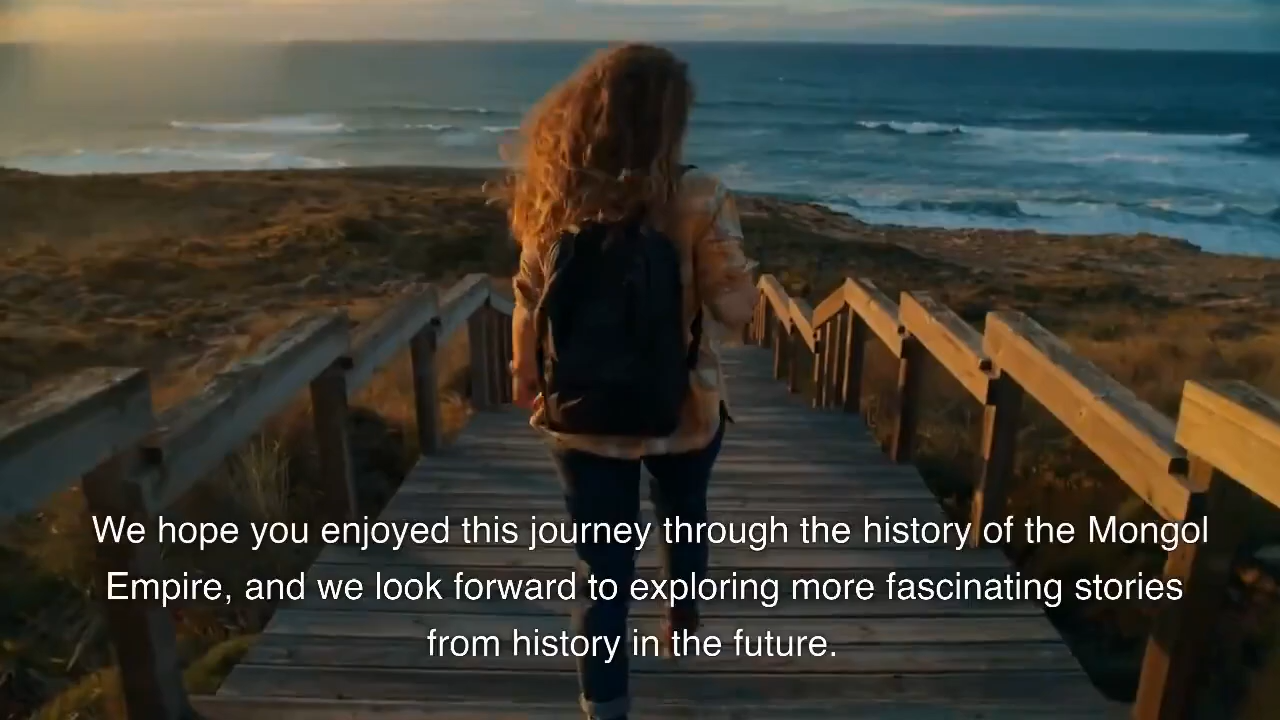 We hope you enjoyed this journey through the history of the Mongol
Empire, and we look forward to exploring more fascinating stories
from history in the future.